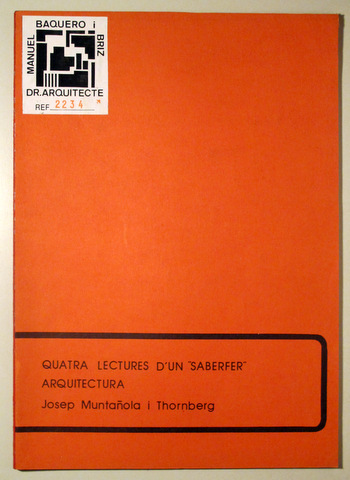 MANUEL
BAQUERO i
BRIZ
DR.ARQUITECTE
REF 2234 M
QUATRA LECTURES D'UN "SABERFER"
ARQUITECTURA
Josep Muntañola i Thornberg